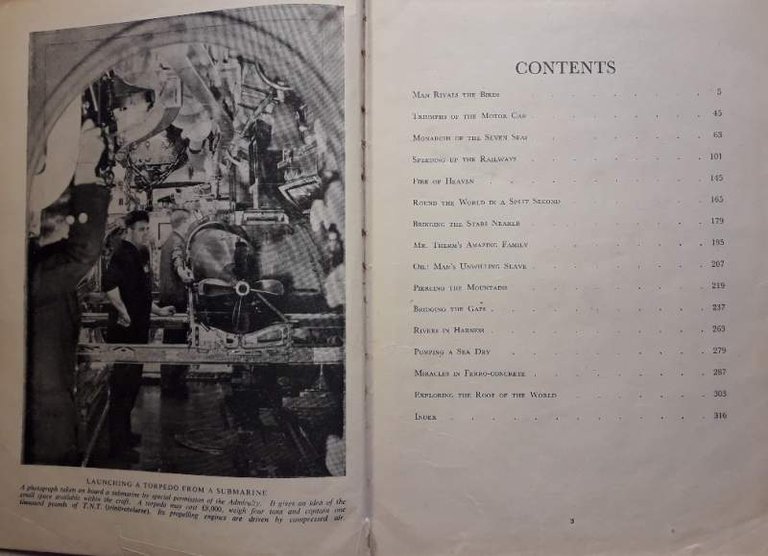 LAUNCHING A TORPEDO FROM A SUBMARINE
A photograph taken on board a submarine by special permission of the Admiralty. It gives an idea of the
small space available within the craft. A torpedo may cost £8,000, weigh four tons and contain one
thousand pounds of T.N.T. (trinitrotoluene). Its propelling engines are driven by compressed air.
CONTENTS
Man Rivals the Birds 5
Triumphs of the Motor Car 45
Monarch of the Seven Seas 63
Speeding up the Railways 101
Fire of Heaven 145
Round the World in a Split Second 165
Bringing the Stars Nearer 179
Mr. Therm's Amazing Family 195
Oil: Man's Unwilling Slave 207
Piercing the Mountains 219
Bridging the Gaps 237
Rivers in Harness 263
Pumping a Sea Dry 279
Miracles in Ferro-concrete 287
Exploring the Roof of the World 303
Index 316
3